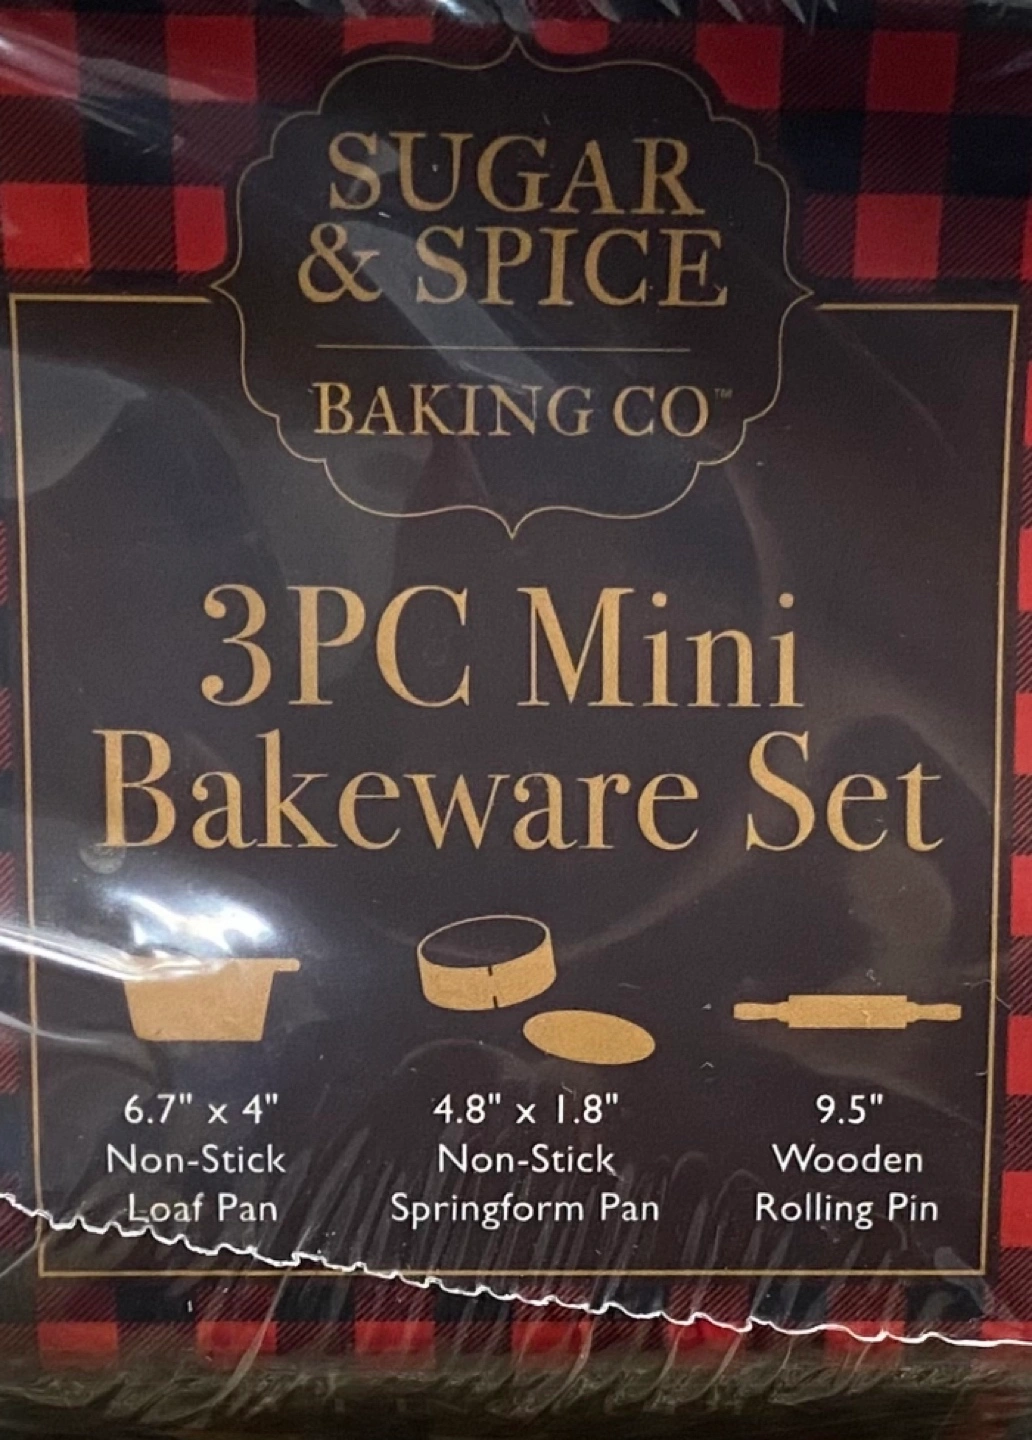 SUGAR
& SPICE
BAKING CO™
3PC Mini
Bakeware Set
6.7" x 4"
Non-Stick
Loaf Pan
4.8" x 1.8"
Non-Stick
Springform Pan
9.5"
Wooden
Rolling Pin